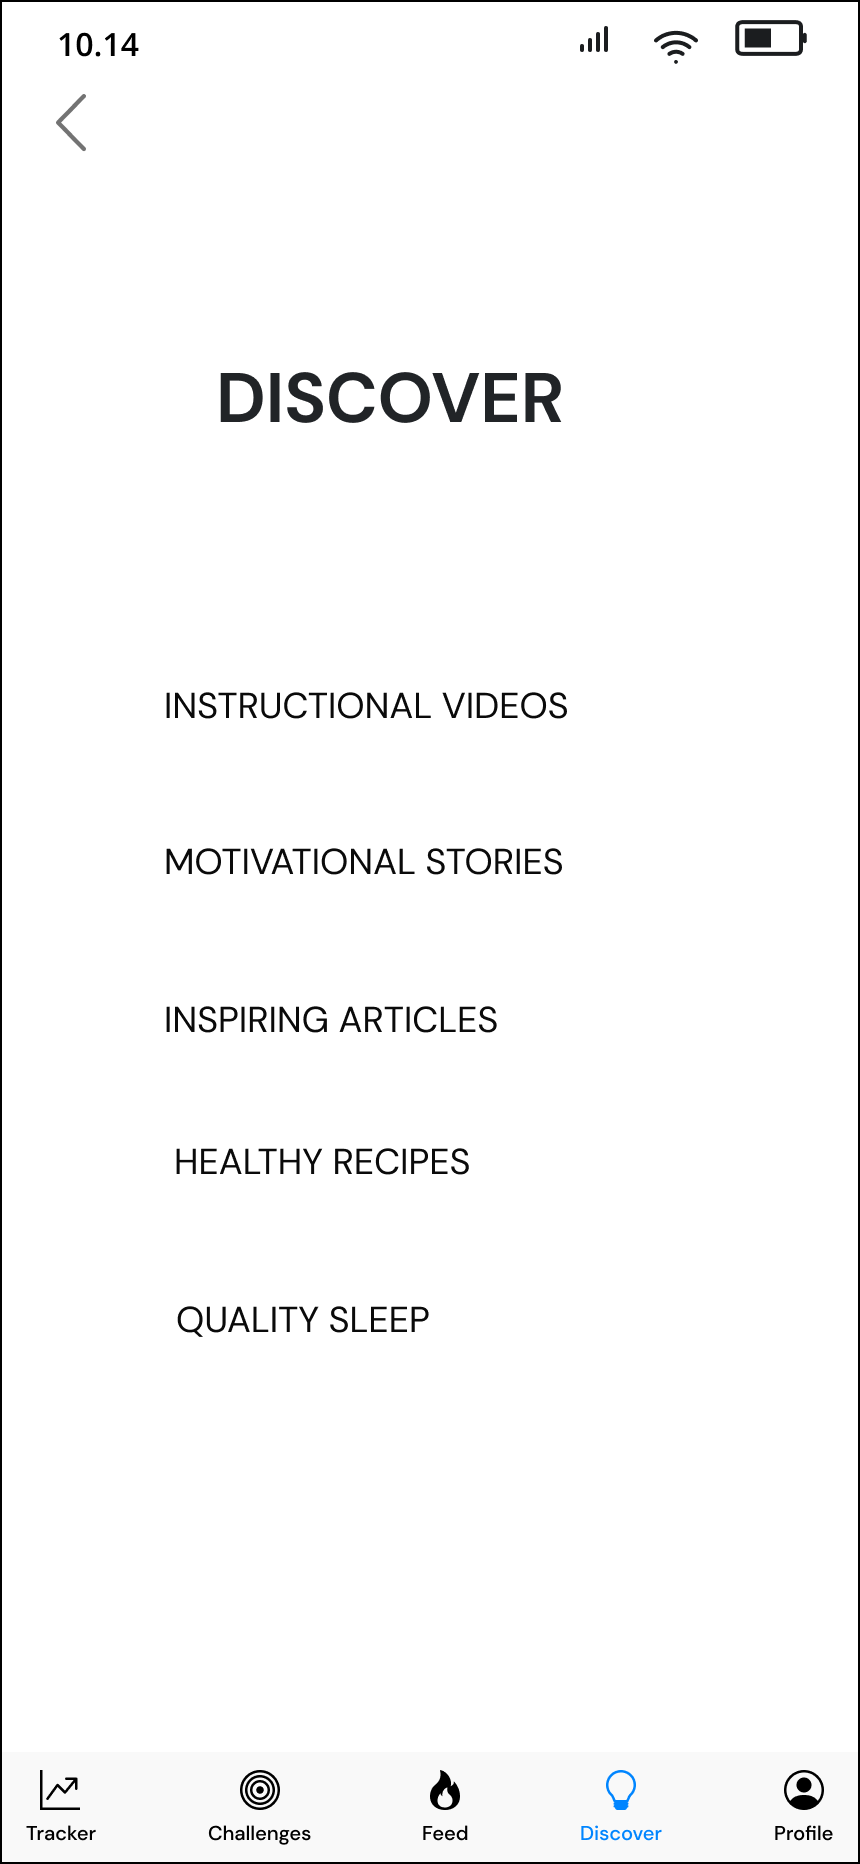 10.14
DISCOVER
INSTRUCTIONAL VIDEOS
MOTIVATIONAL STORIES
INSPIRING ARTICLES
HEALTHY RECIPES
QUALITY SLEEP
Tracker Challenges Feed Discover Profile